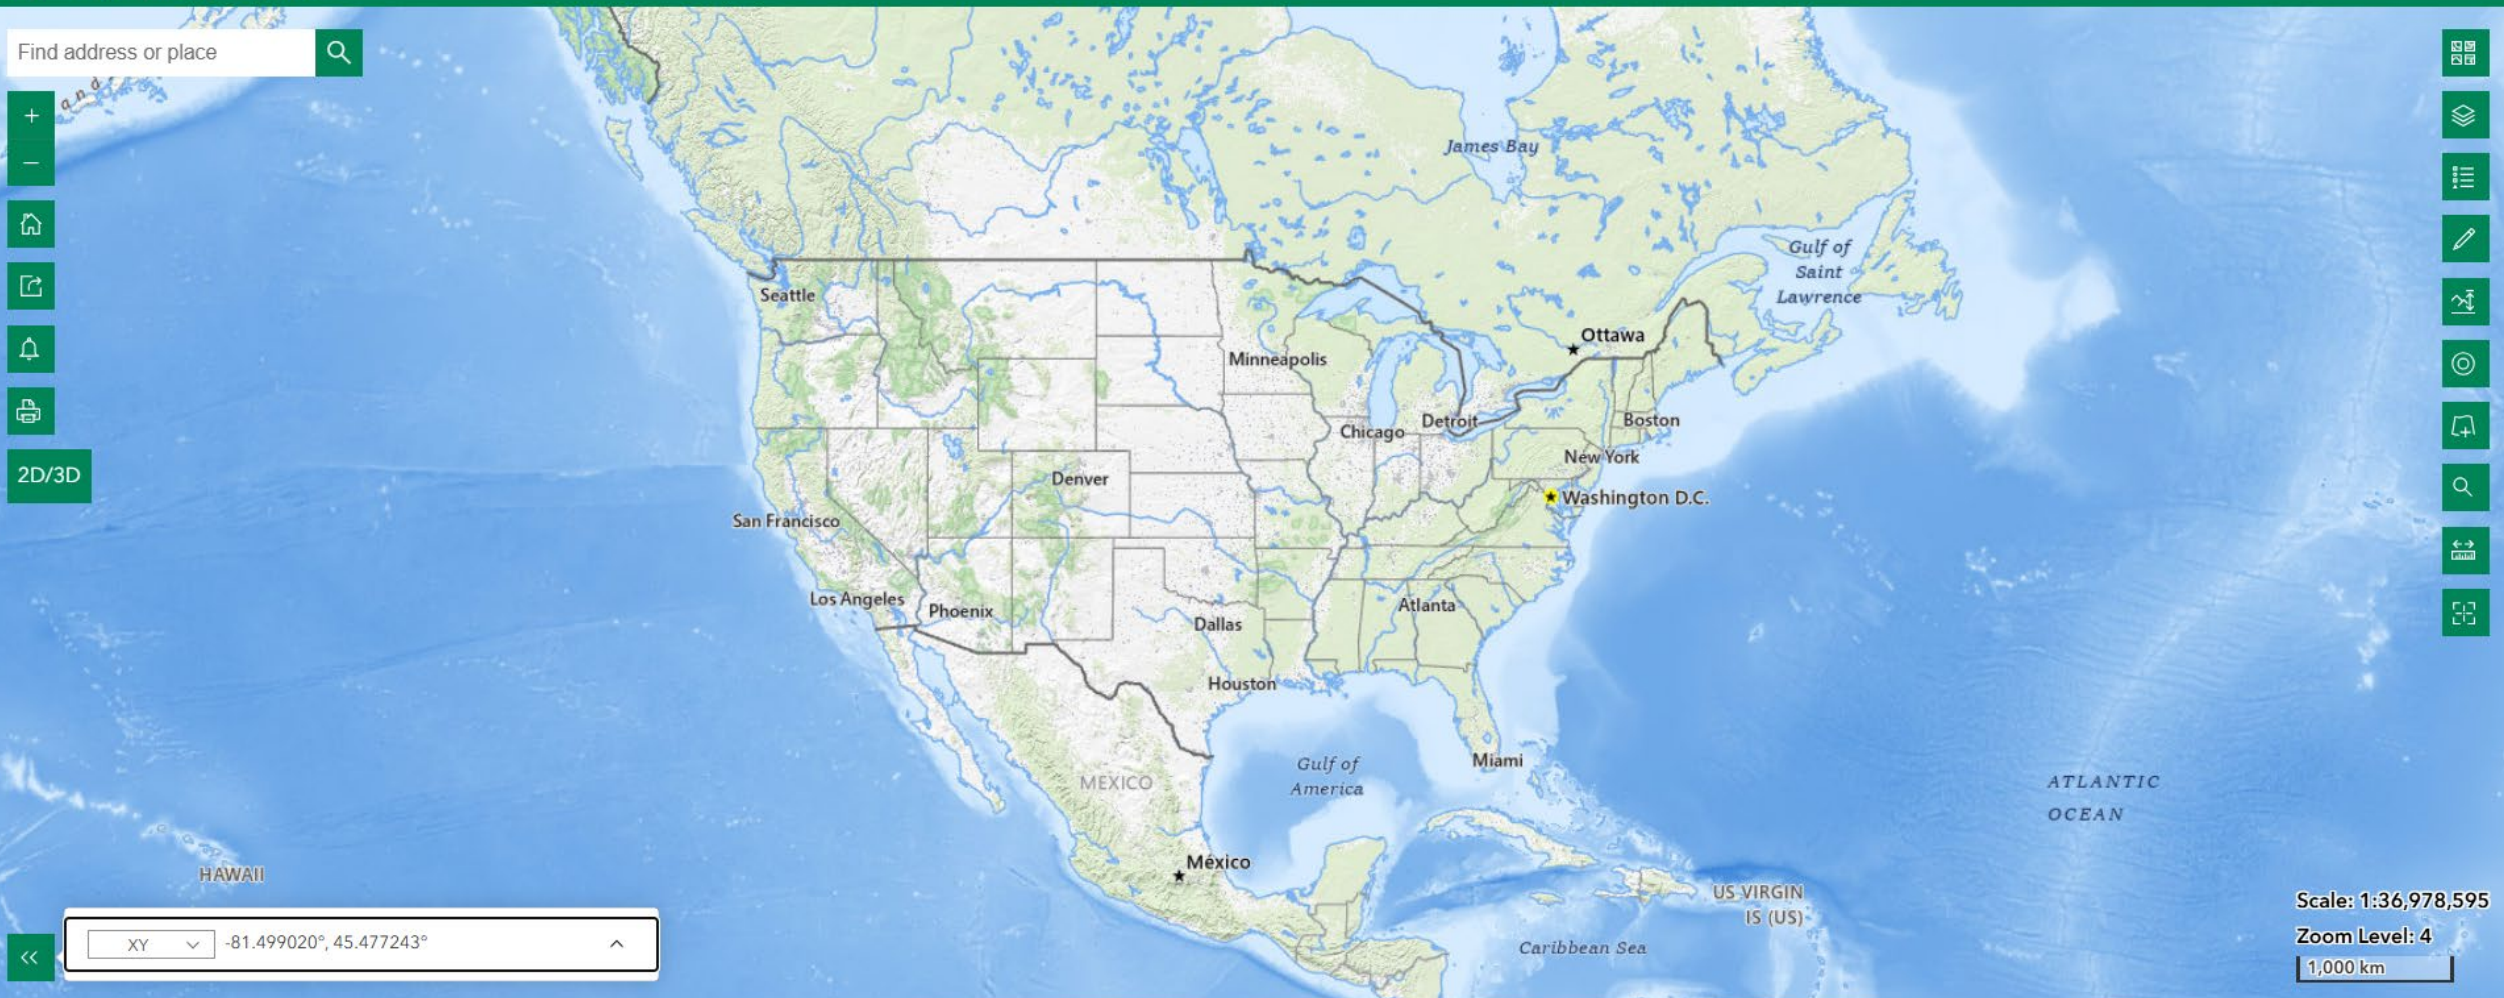 Find address or place
and
+
−
2D/3D
James Bay
Gulf of
Saint
Lawrence
Seattle
Ottawa
Minneapolis
Detroit
Boston
Chicago
New York
Denver
Washington D.C.
San Francisco
Los Angeles
Phoenix
Atlanta
Dallas
Houston
Gulf of
America
Miami
MEXICO
ATLANTIC
OCEAN
México
HAWAII
US VIRGIN
IS (US)
Caribbean Sea
XY
-81.499020°, 45.477243°
Scale: 1:36,978,595
Zoom Level: 4
1,000 km